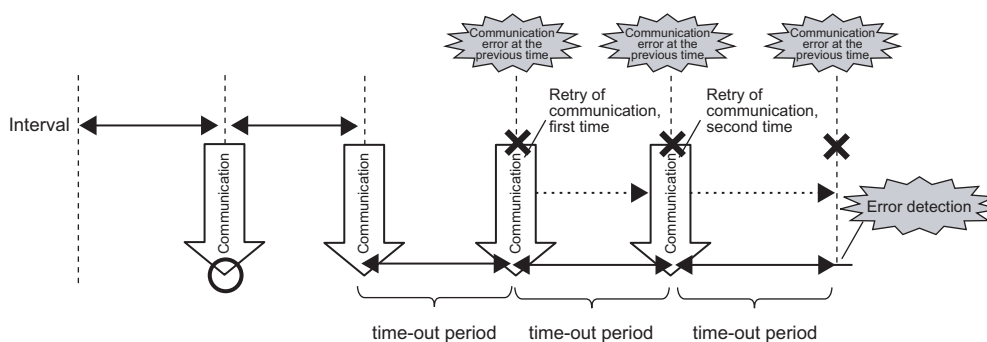 Communication
error at the
previous time
Communication
error at the
previous time
Communication
error at the
previous time
Interval
Retry of
communication,
first time
Retry of
communication,
second time
Communication
Communication
Communication
Communication
Error detection
time-out period
time-out period
time-out period